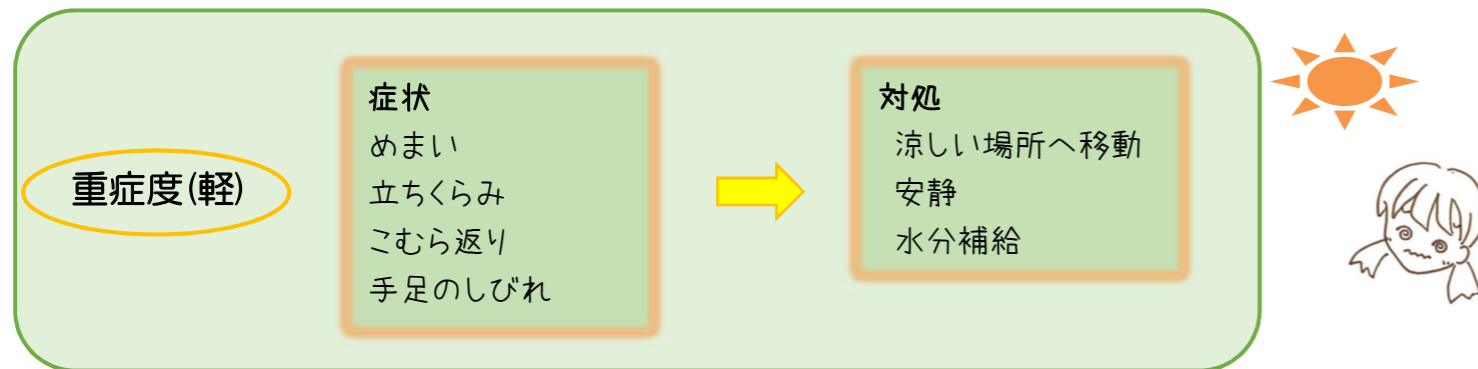 重症度(軽)
症状
めまい
立ちくらみ
こむら返り
手足のしびれ
対処
涼しい場所へ移動
安静
水分補給